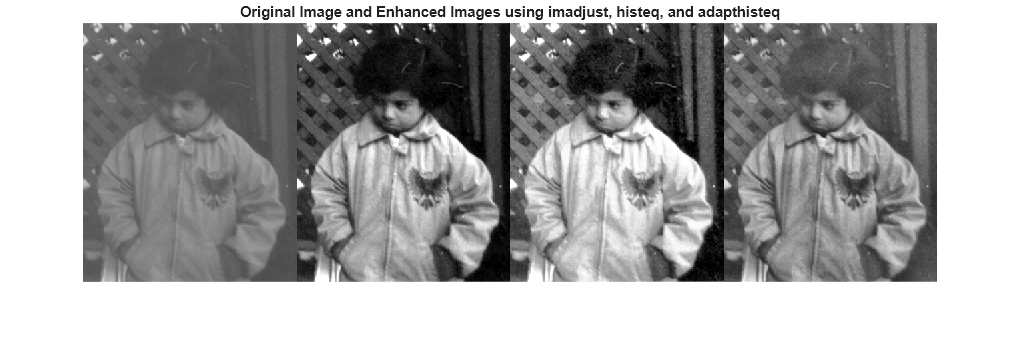 Original Image and Enhanced Images using imadjust, histeq, and adapthisteq